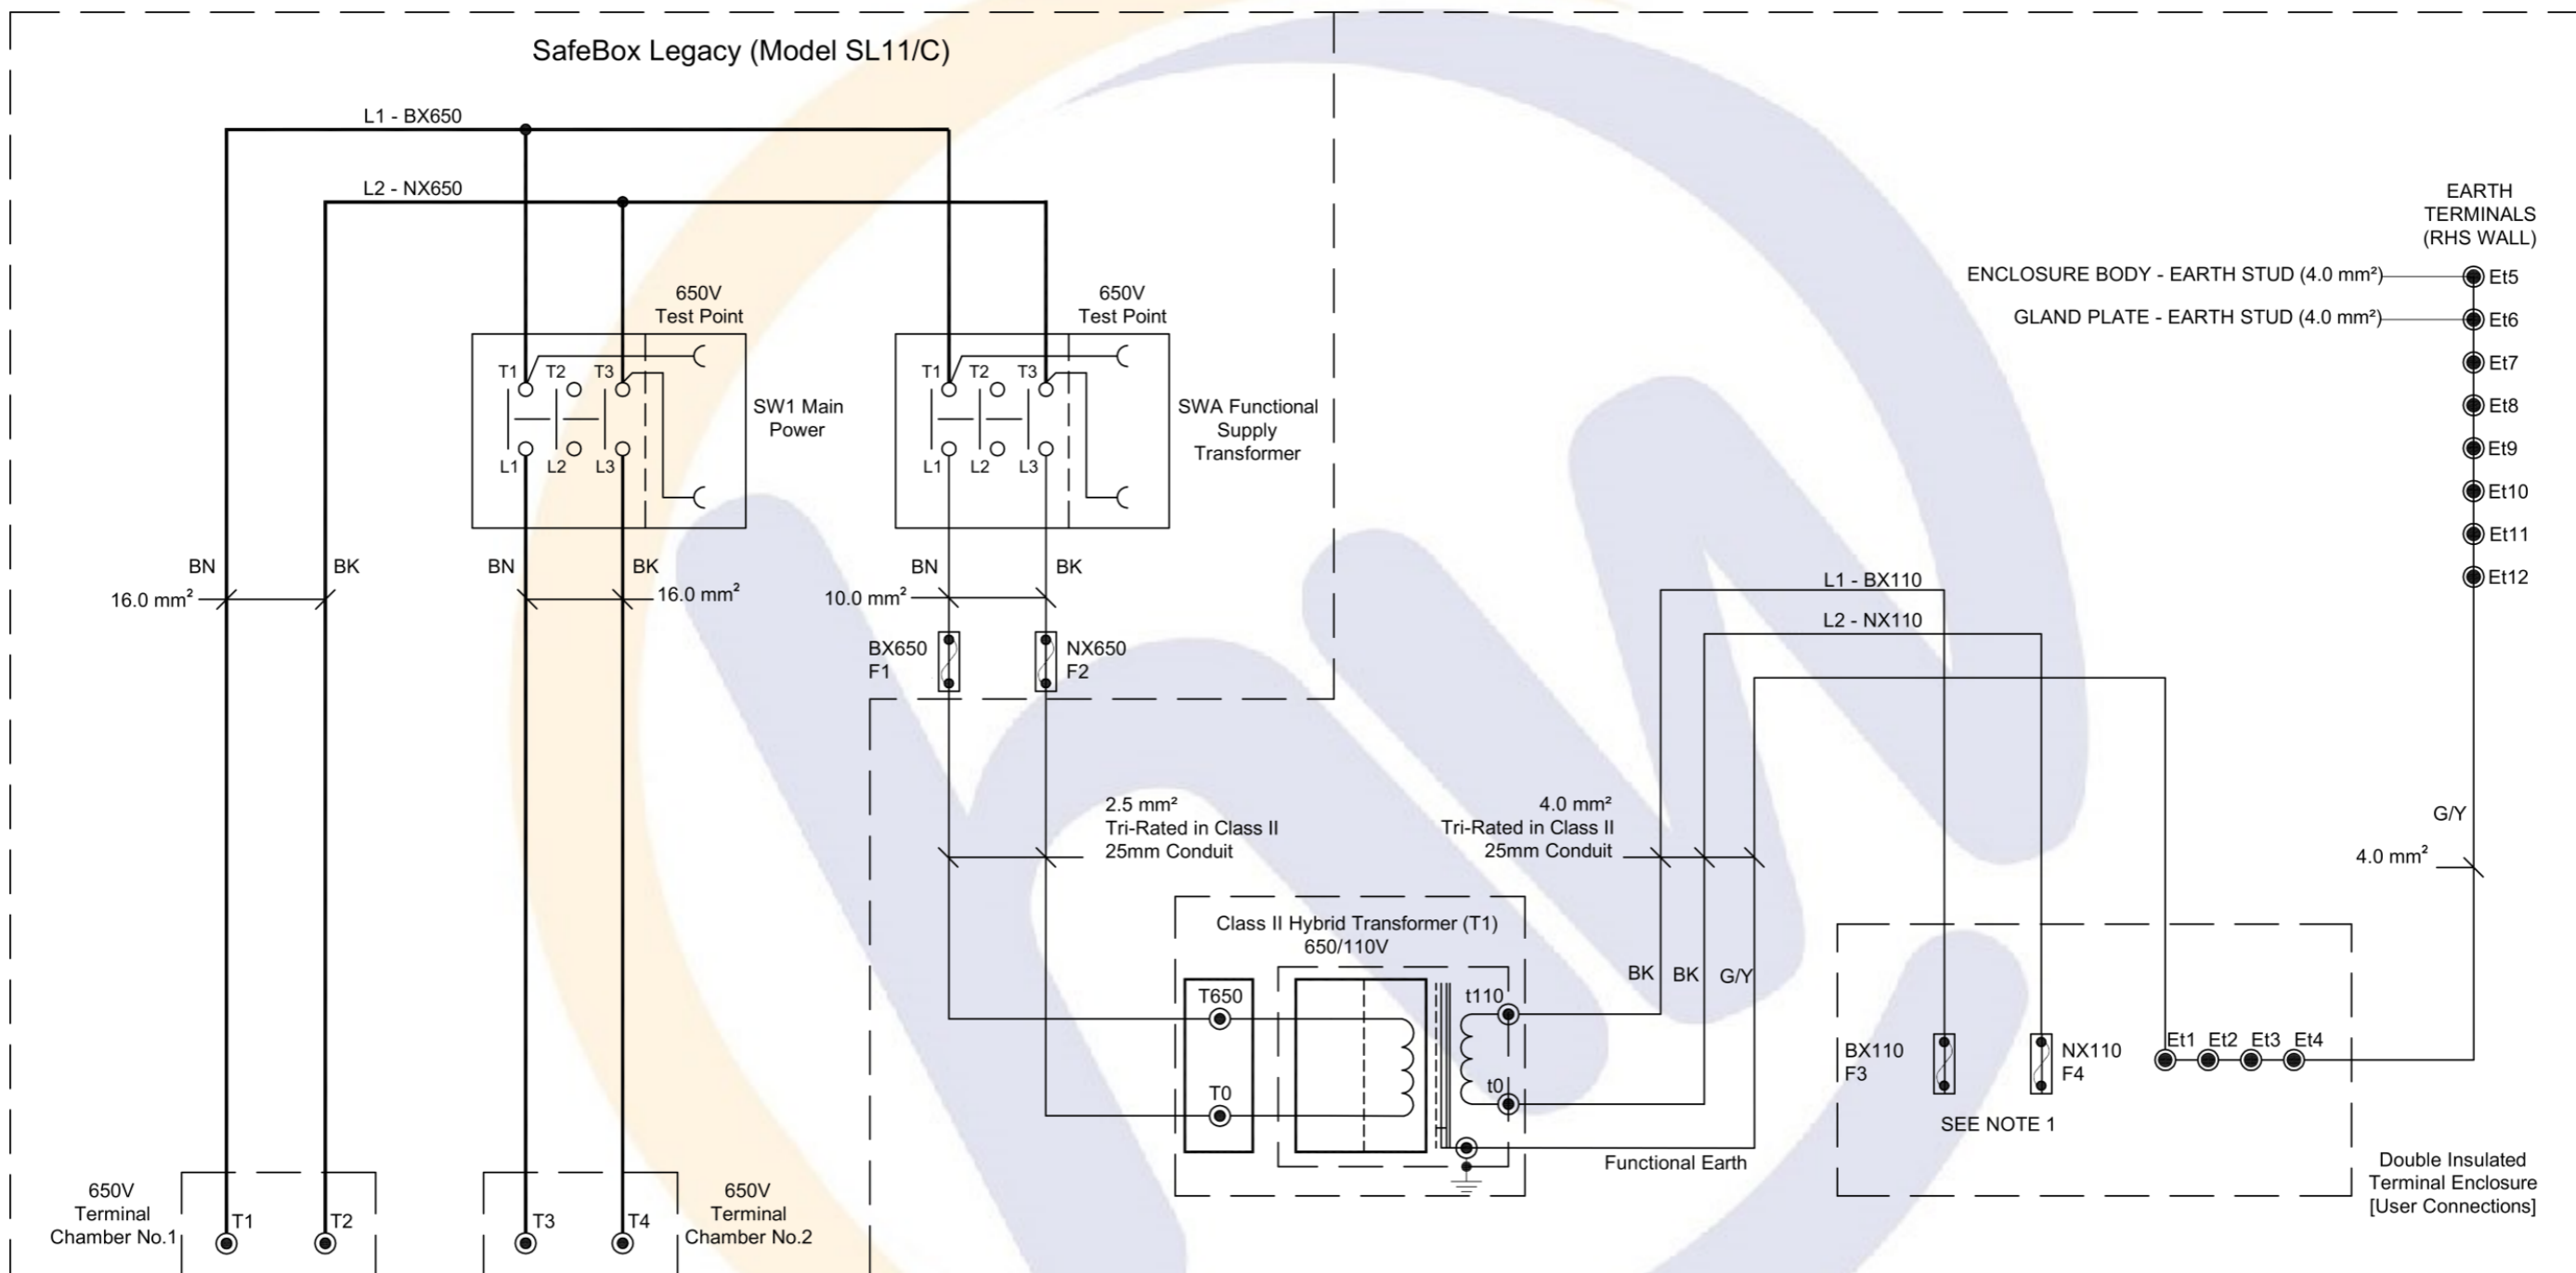 SafeBox Legacy (Model SL11/C)
L1 - BX650
L2 - NX650
650V
Test Point
T1
T2
T3
L1
L2
L3
SW1 Main
Power
650V
Test Point
T1
T2
T3
L1
L2
L3
SWA Functional
Supply
Transformer
EARTH
TERMINALS
(RHS WALL)
ENCLOSURE BODY - EARTH STUD (4.0 mm²)
Et5
GLAND PLATE - EARTH STUD (4.0 mm²)
Et6
Et7
Et8
Et9
Et10
Et11
Et12
BN
BK
16.0 mm²
BN
BK
16.0 mm²
BN
BK
10.0 mm²
BX650
F1
NX650
F2
L1 - BX110
L2 - NX110
2.5 mm²
Tri-Rated in Class II
25mm Conduit
4.0 mm²
Tri-Rated in Class II
25mm Conduit
G/Y
4.0 mm²
Class II Hybrid Transformer (T1)
650/110V
T650
T0
t110
t0
BK
BK
G/Y
Functional Earth
BX110
F3
NX110
F4
SEE NOTE 1
Et1
Et2
Et3
Et4
Double Insulated
Terminal Enclosure
[User Connections]
650V
Terminal
Chamber No.1
T1
T2
T3
T4
650V
Terminal
Chamber No.2